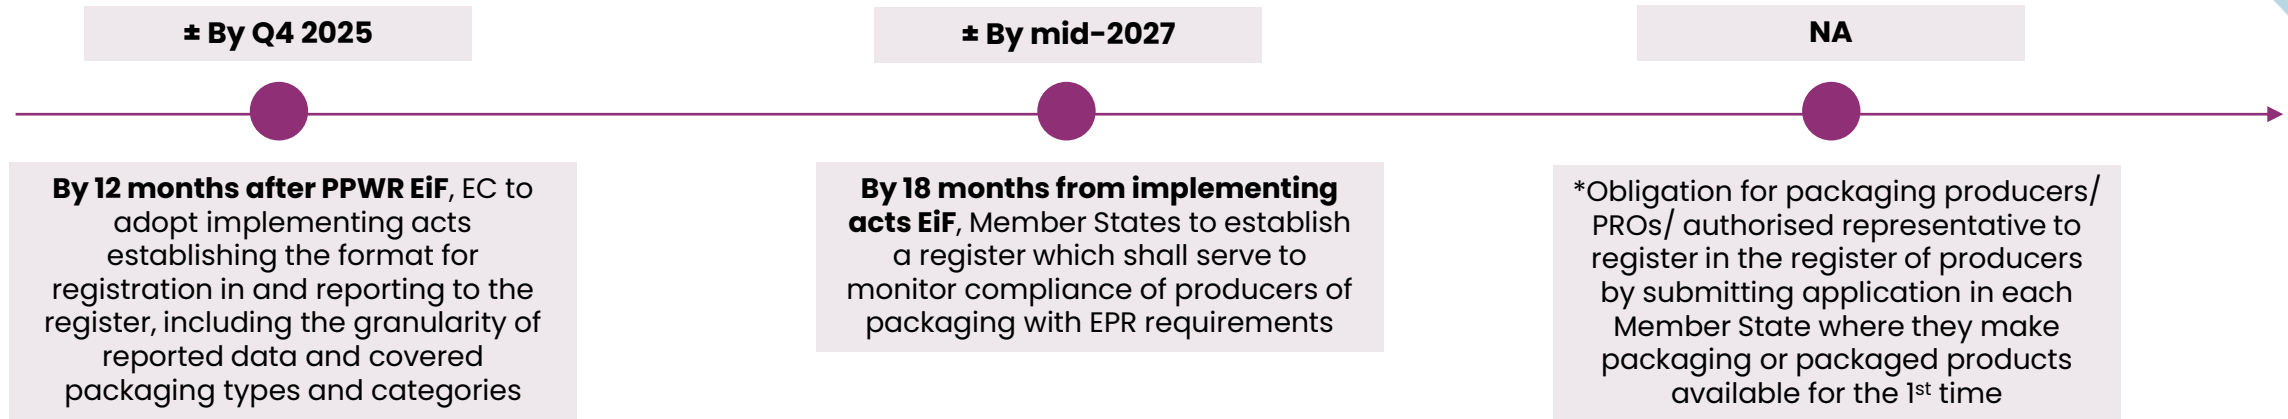 ± By Q4 2025
By 12 months after PPWR EiF, EC to
adopt implementing acts
establishing the format for
registration in and reporting to the
register, including the granularity of
reported data and covered
packaging types and categories
± By mid-2027
By 18 months from implementing
acts EiF, Member States to establish
a register which shall serve to
monitor compliance of producers of
packaging with EPR requirements
NA
*Obligation for packaging producers/
PROs/ authorised representative to
register in the register of producers
by submitting application in each
Member State where they make
packaging or packaged products
available for the 1st time